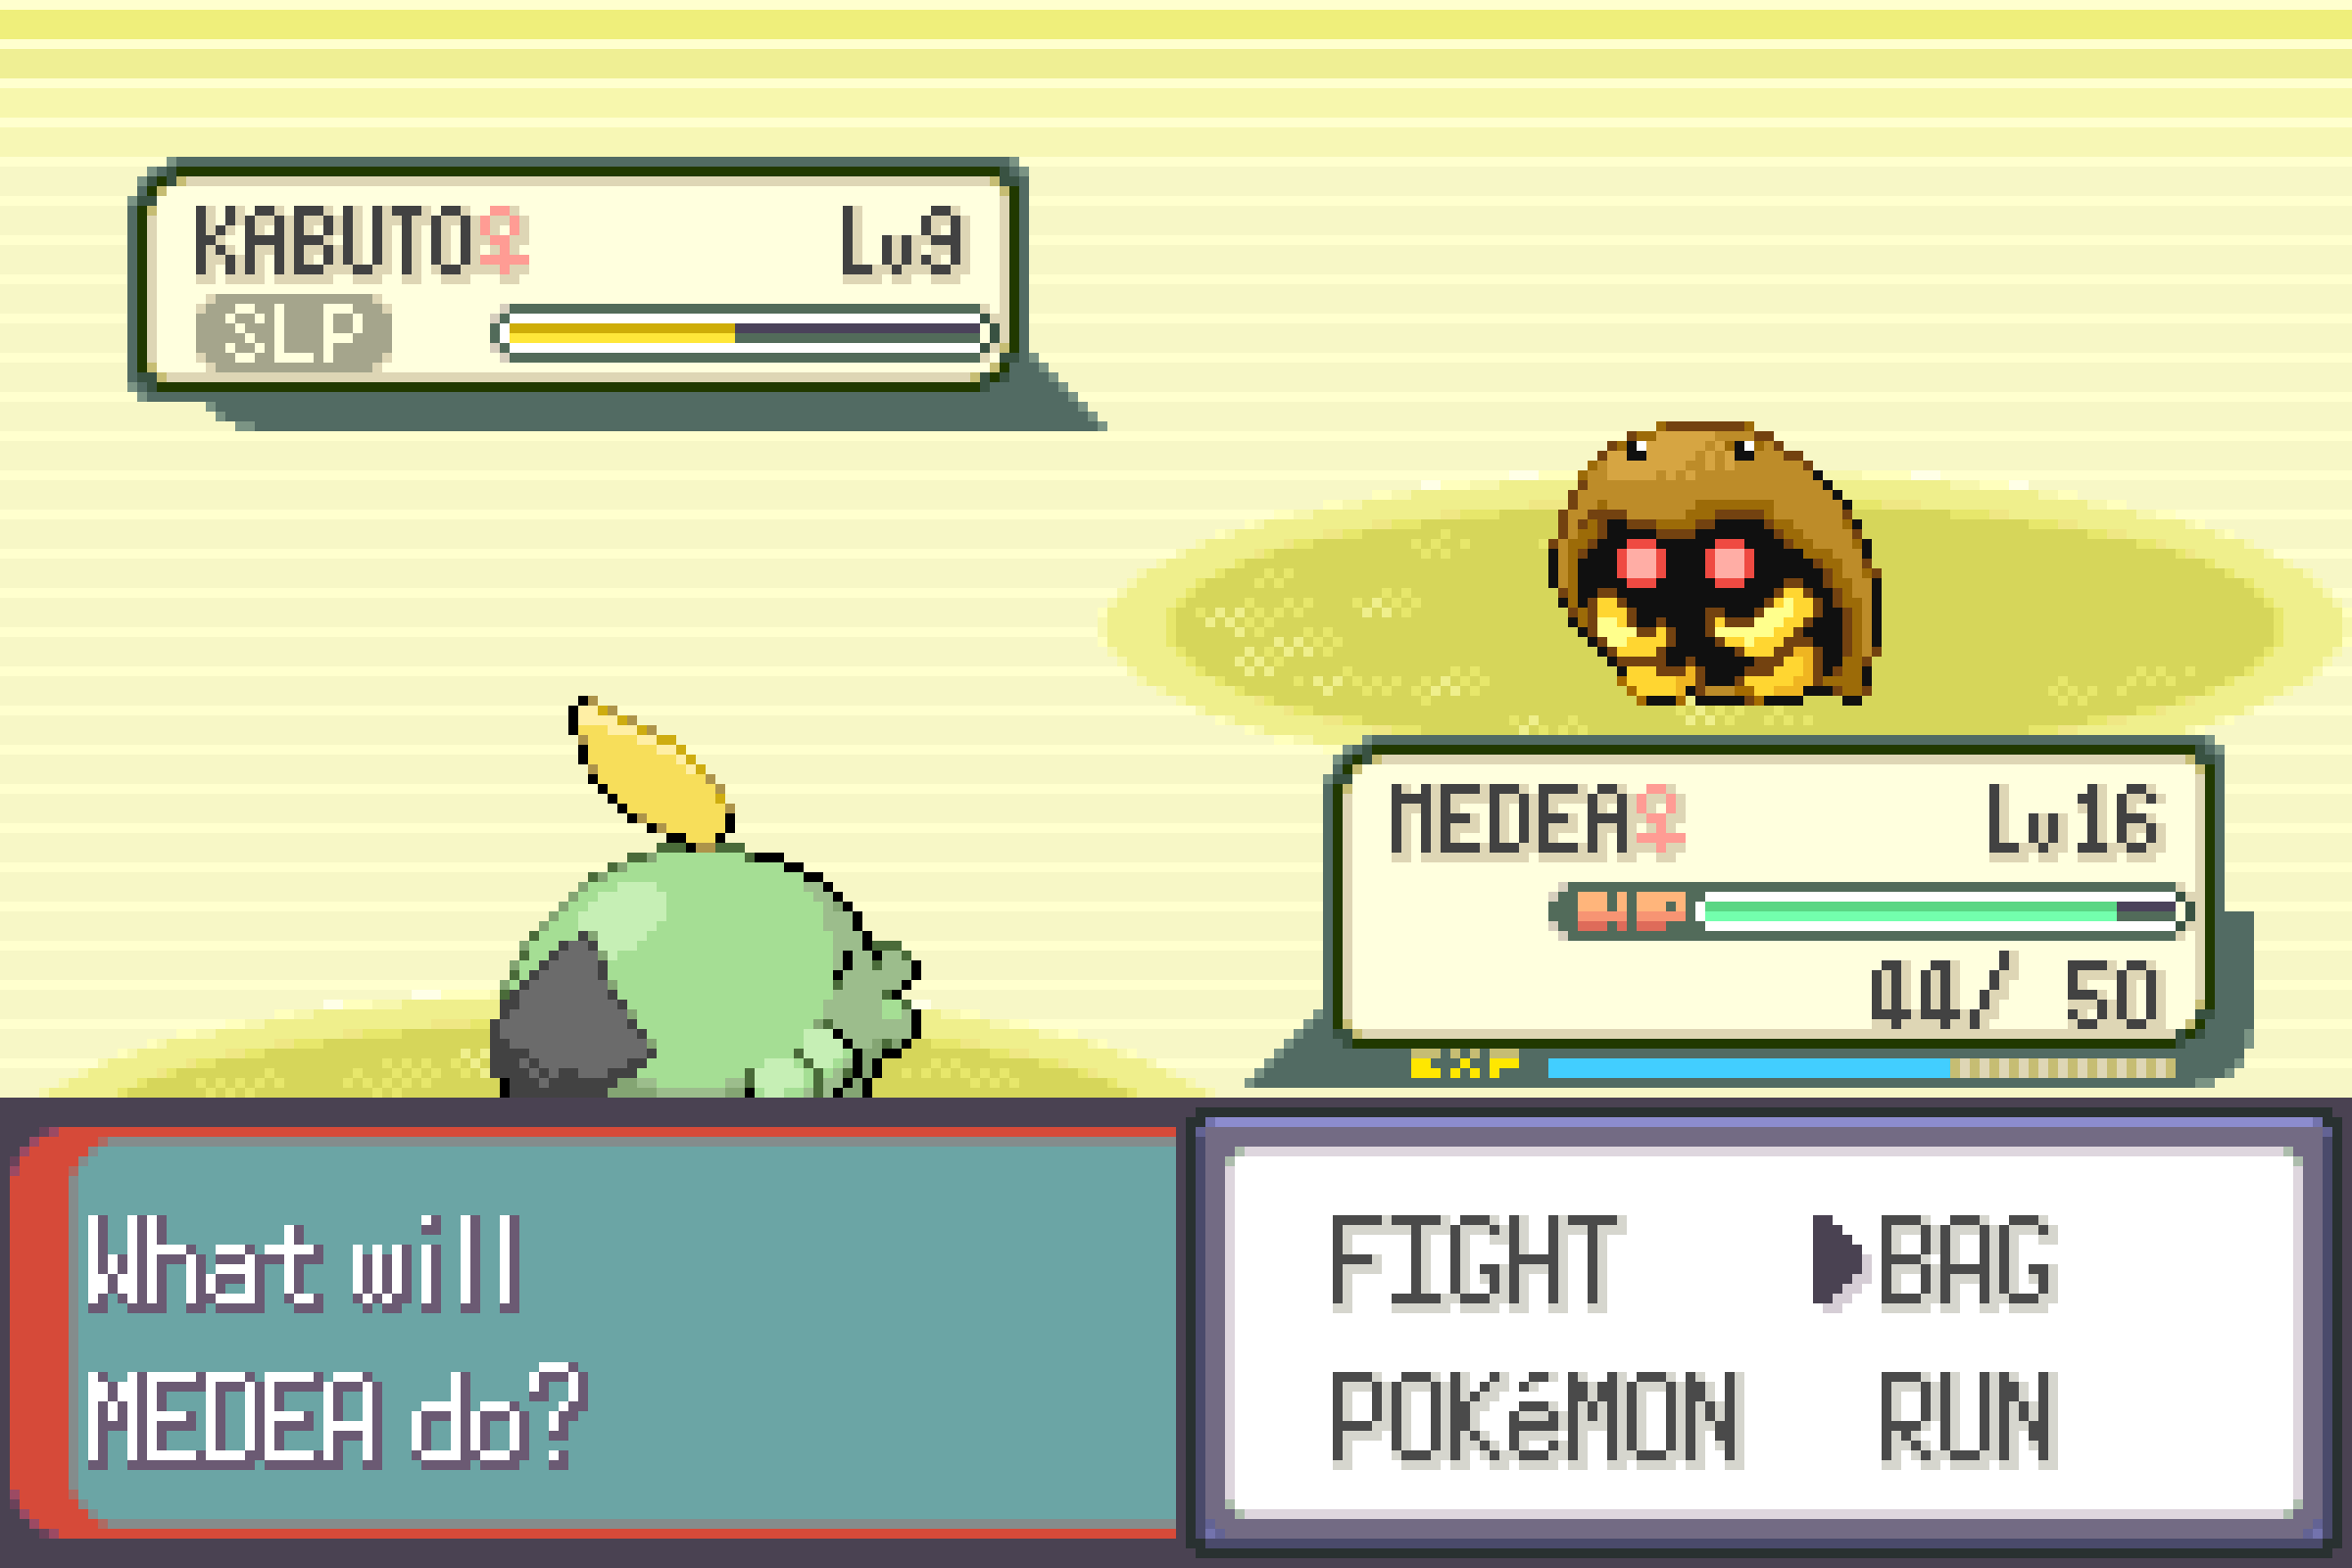 KABUTO♀ Lv9
SLP
MEDEA♀ Lv16
HP
44/ 50
EXP
What will
MEDEA do?
FIGHT ▶BAG
POKéMON RUN